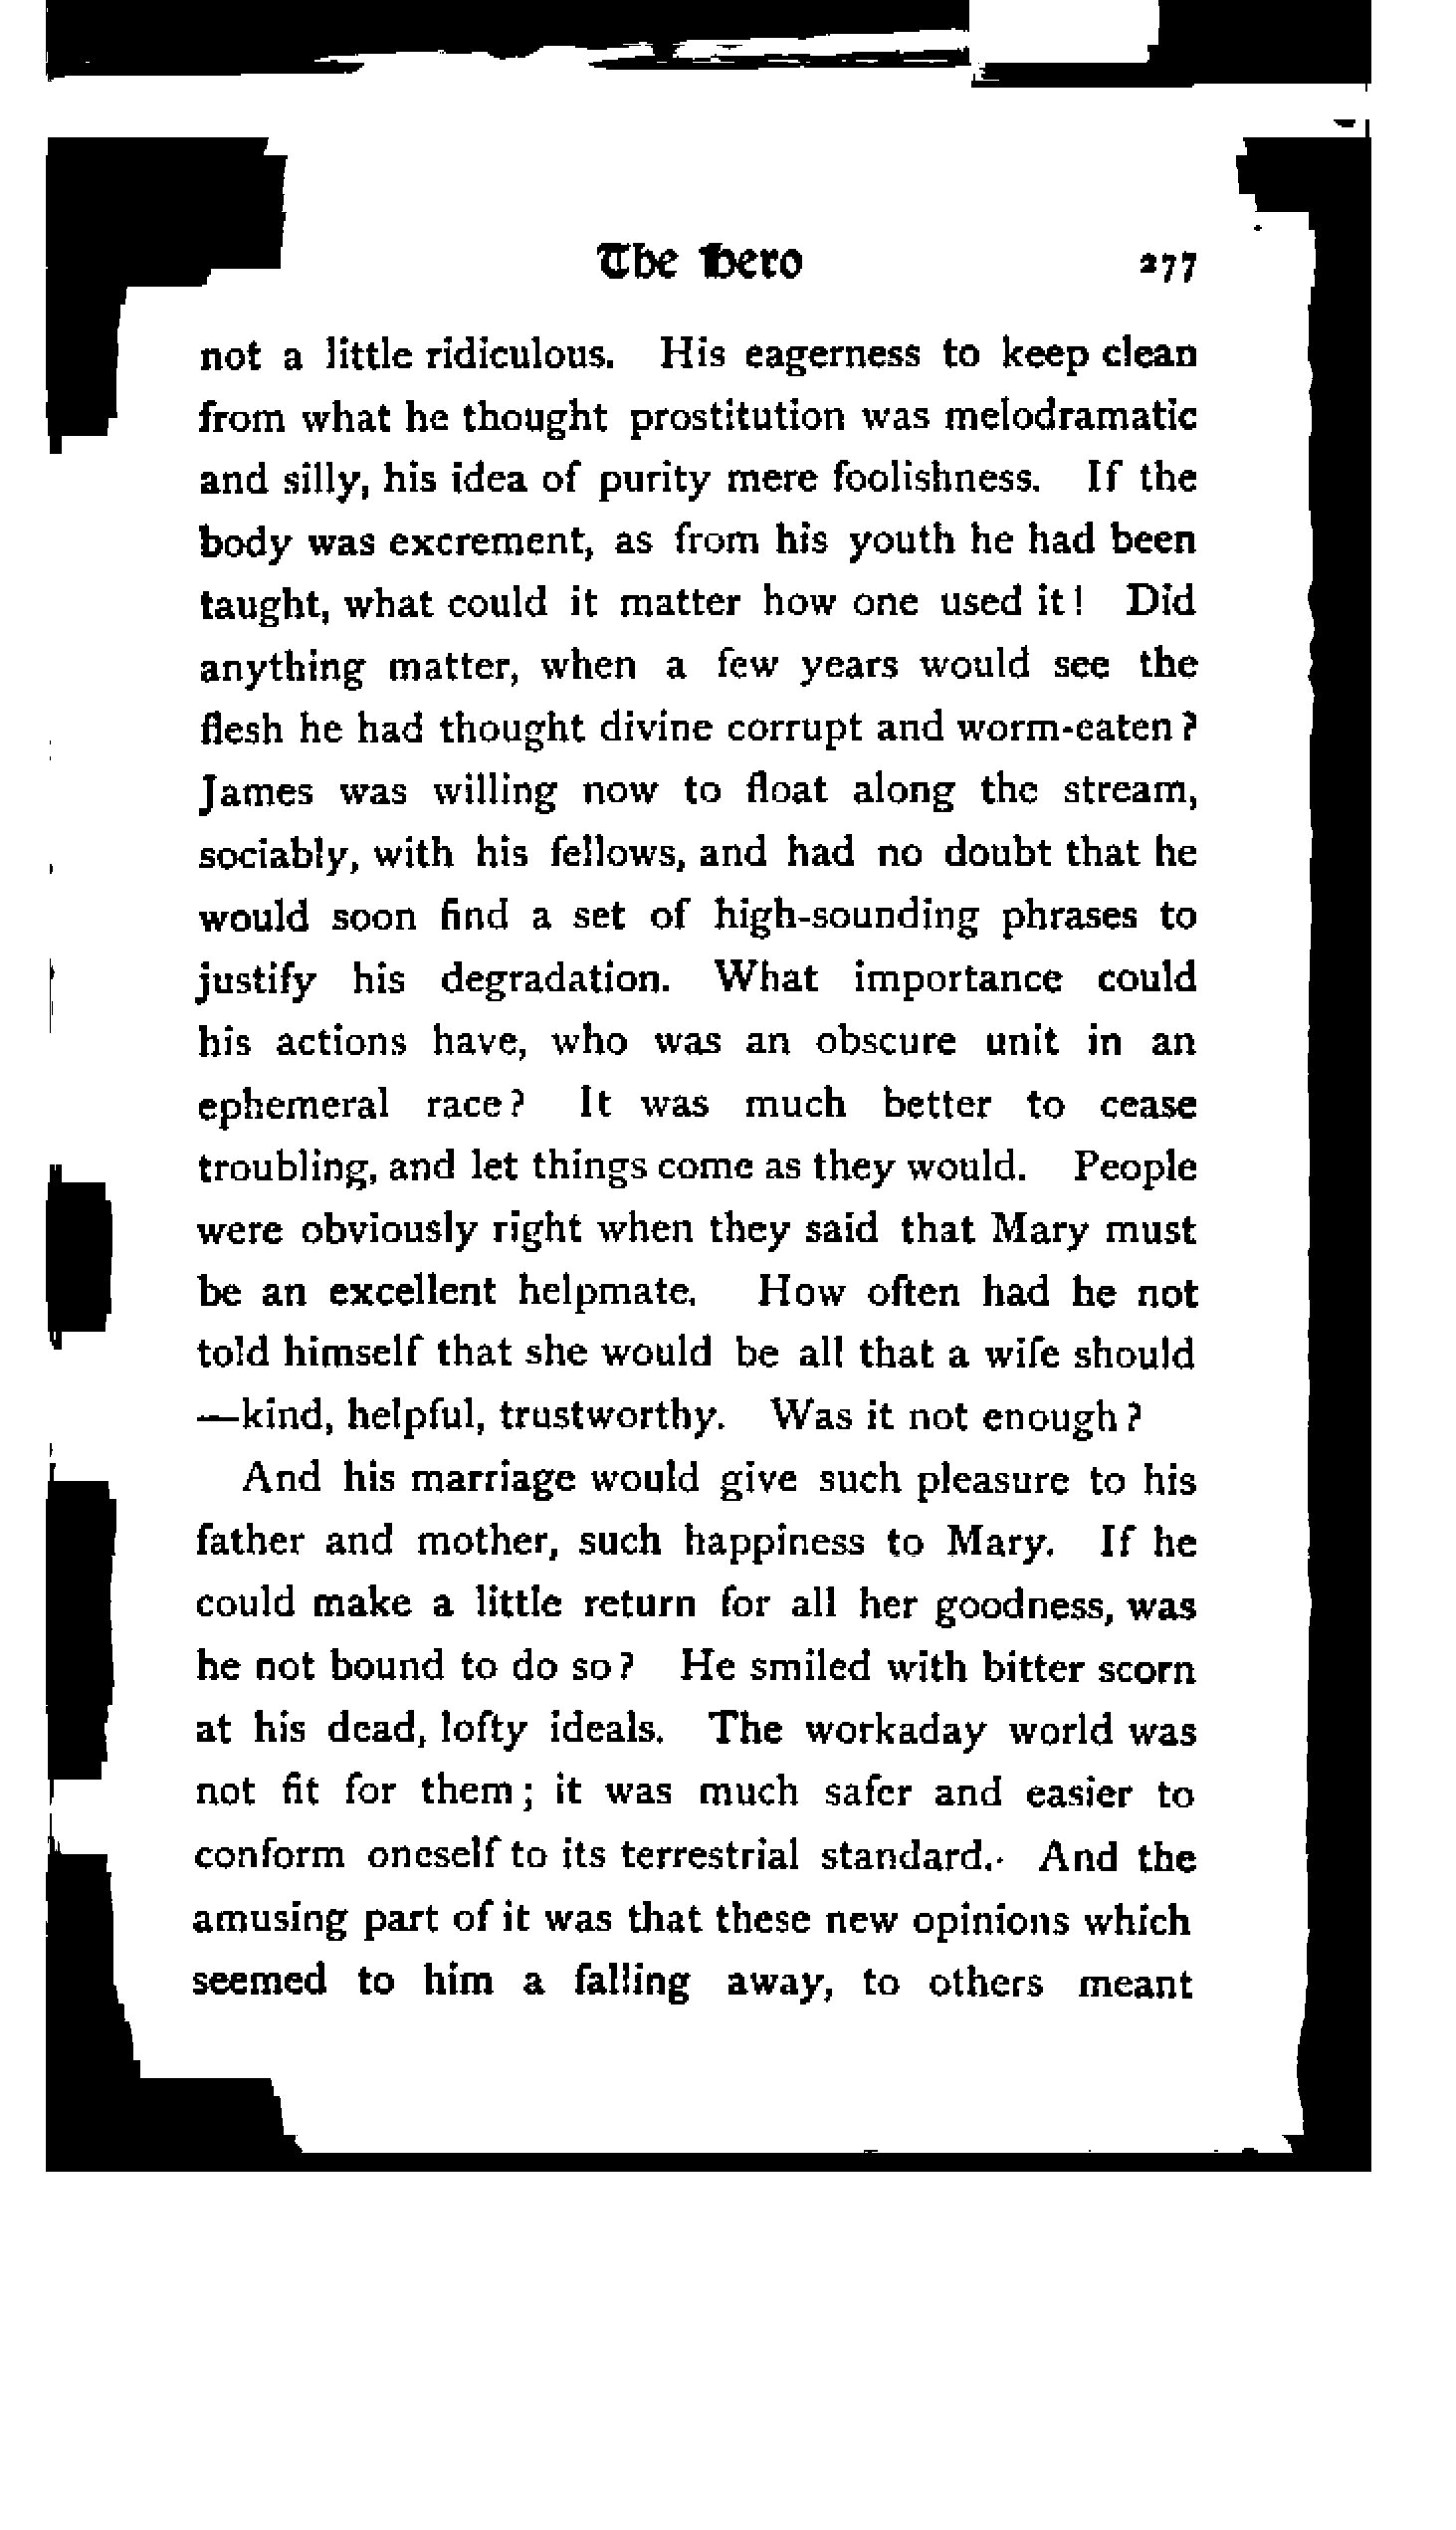 The Hero 277
not a little ridiculous. His eagerness to keep clean
from what he thought prostitution was melodramatic
and silly, his idea of purity mere foolishness. If the
body was excrement, as from his youth he had been
taught, what could it matter how one used it! Did
anything matter, when a few years would see the
flesh he had thought divine corrupt and worm-eaten?
James was willing now to float along the stream,
sociably, with his fellows, and had no doubt that he
would soon find a set of high-sounding phrases to
justify his degradation. What importance could
his actions have, who was an obscure unit in an
ephemeral race? It was much better to cease
troubling, and let things come as they would. People
were obviously right when they said that Mary must
be an excellent helpmate. How often had he not
told himself that she would be all that a wife should
—kind, helpful, trustworthy. Was it not enough?
And his marriage would give such pleasure to his
father and mother, such happiness to Mary. If he
could make a little return for all her goodness, was
he not bound to do so? He smiled with bitter scorn
at his dead, lofty ideals. The workaday world was
not fit for them; it was much safer and easier to
conform oneself to its terrestrial standard. And the
amusing part of it was that these new opinions which
seemed to him a falling away, to others meant